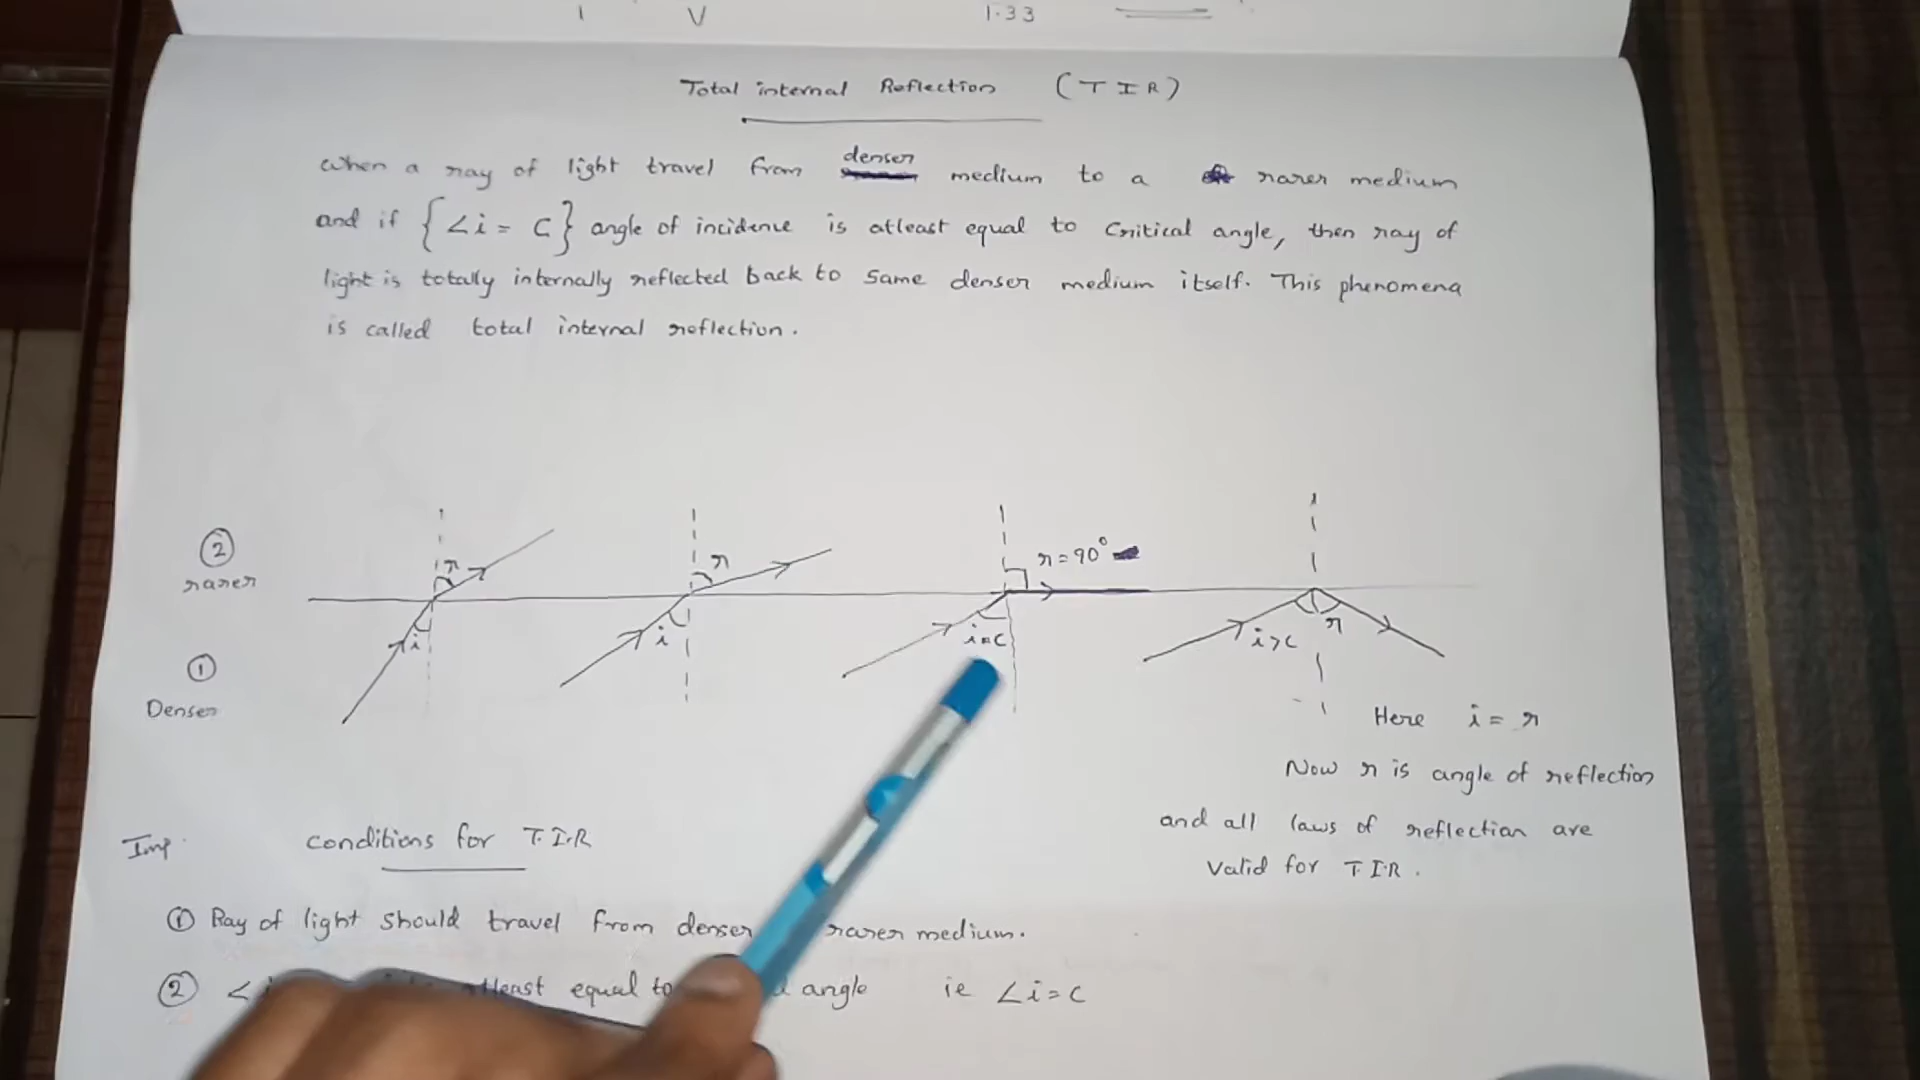 1 V 1.33
Total internal Reflection (TIR)
When a ray of light travel from denser medium to a rarer medium
and if {∠i = C} angle of incidence is atleast equal to Critical angle, then ray of
light is totally internally reflected back to same denser medium itself. This phenomena
is called total internal reflection.
② rarer
r
r
r = 90°
i
i
i=C
i>C
r
① Denser
Here i = r
Now r is angle of reflection
and all laws of reflection are
Valid for T.I.R.
Imp. conditions for T.I.R
① Ray of light should travel from denser rarer medium.
② ∠i atleast equal to angle ie ∠i=C